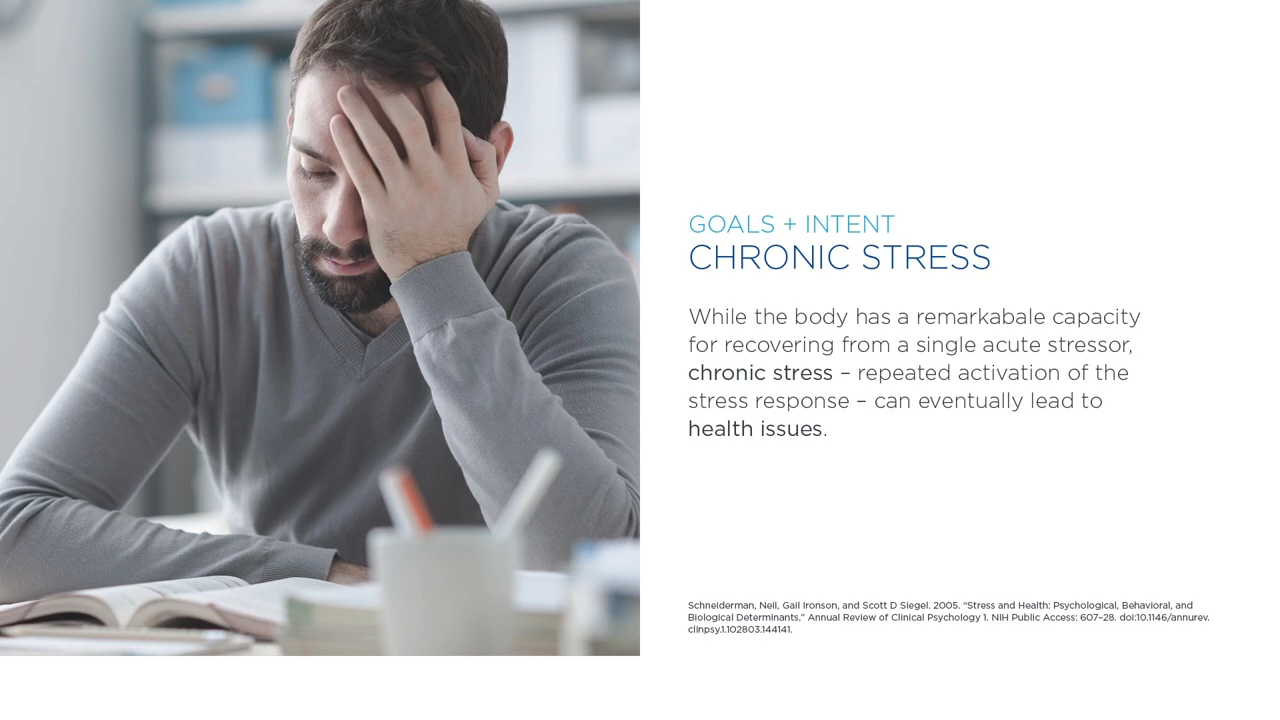 GOALS + INTENT
CHRONIC STRESS
While the body has a remarkabale capacity
for recovering from a single acute stressor,
chronic stress – repeated activation of the
stress response – can eventually lead to
health issues.
Schneiderman, Neil, Gail Ironson, and Scott D Siegel. 2005. “Stress and Health: Psychological, Behavioral, and
Biological Determinants.” Annual Review of Clinical Psychology 1. NIH Public Access: 607–28. doi:10.1146/annurev.
clinpsy.1.102803.144141.